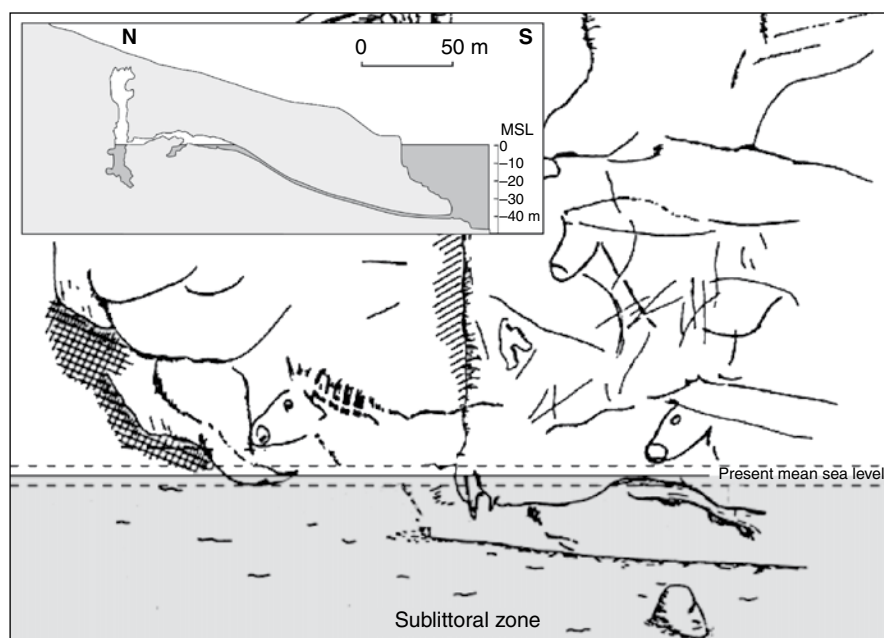 N
0 50 m
S
MSL
0
–10
–20
–30
–40 m
Present mean sea level
Sublittoral zone